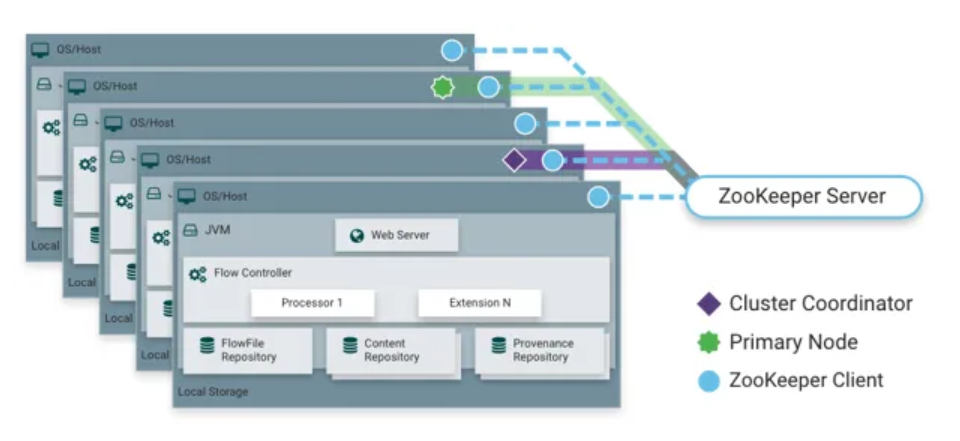 OS/Host
OS/Host
OS/Host
OS/Host
OS/Host
JVM
Web Server
Flow Controller
Processor 1
Extension N
FlowFile
Repository
Content
Repository
Provenance
Repository
Local Storage
Local
Local
Local
Local
ZooKeeper Server
Cluster Coordinator
Primary Node
ZooKeeper Client